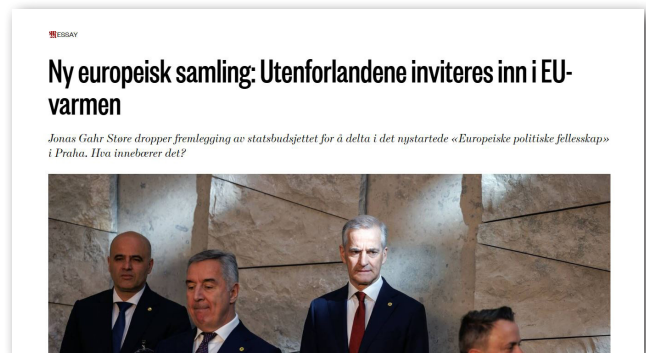 ESSAY
Ny europeisk samling: Utenforlandene inviteres inn i EU-
varmen
Jonas Gahr Støre dropper fremlegging av statsbudsjettet for å delta i det nystartede «Europeiske politiske fellesskap»
i Praha. Hva innebærer det?